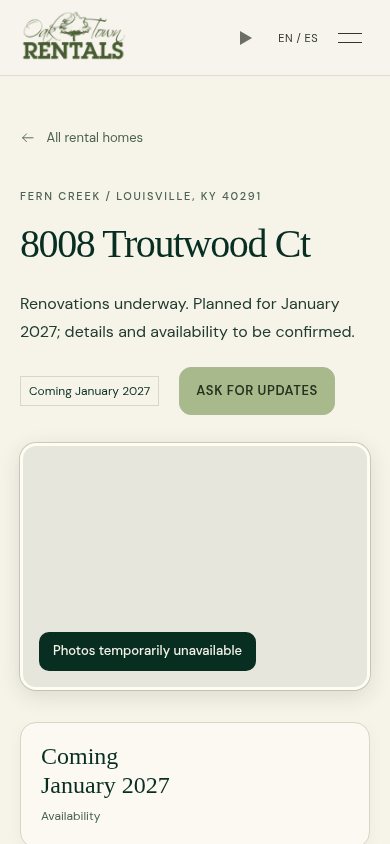 Oak Town
RENTALS
EN / ES
← All rental homes
FERN CREEK / LOUISVILLE, KY 40291
8008 Troutwood Ct
Renovations underway. Planned for January
2027; details and availability to be confirmed.
Coming January 2027
ASK FOR UPDATES
Photos temporarily unavailable
Coming
January 2027
Availability